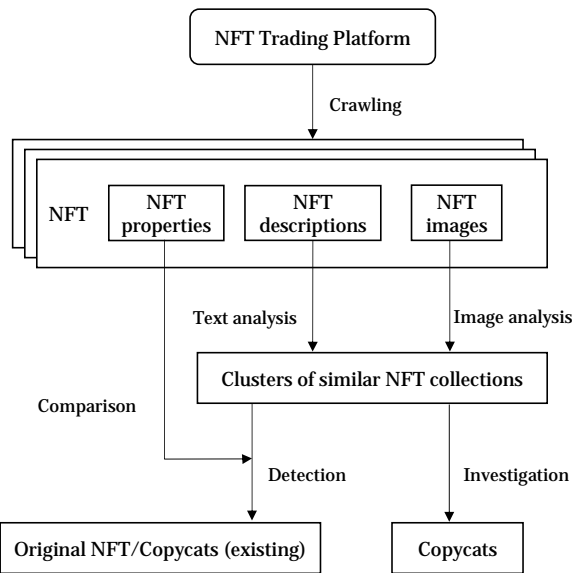 NFT Trading Platform
Crawling
NFT
NFT
properties
NFT
descriptions
NFT
images
Text analysis
Image analysis
Clusters of similar NFT collections
Comparison
Detection
Investigation
Original NFT/Copycats (existing)
Copycats